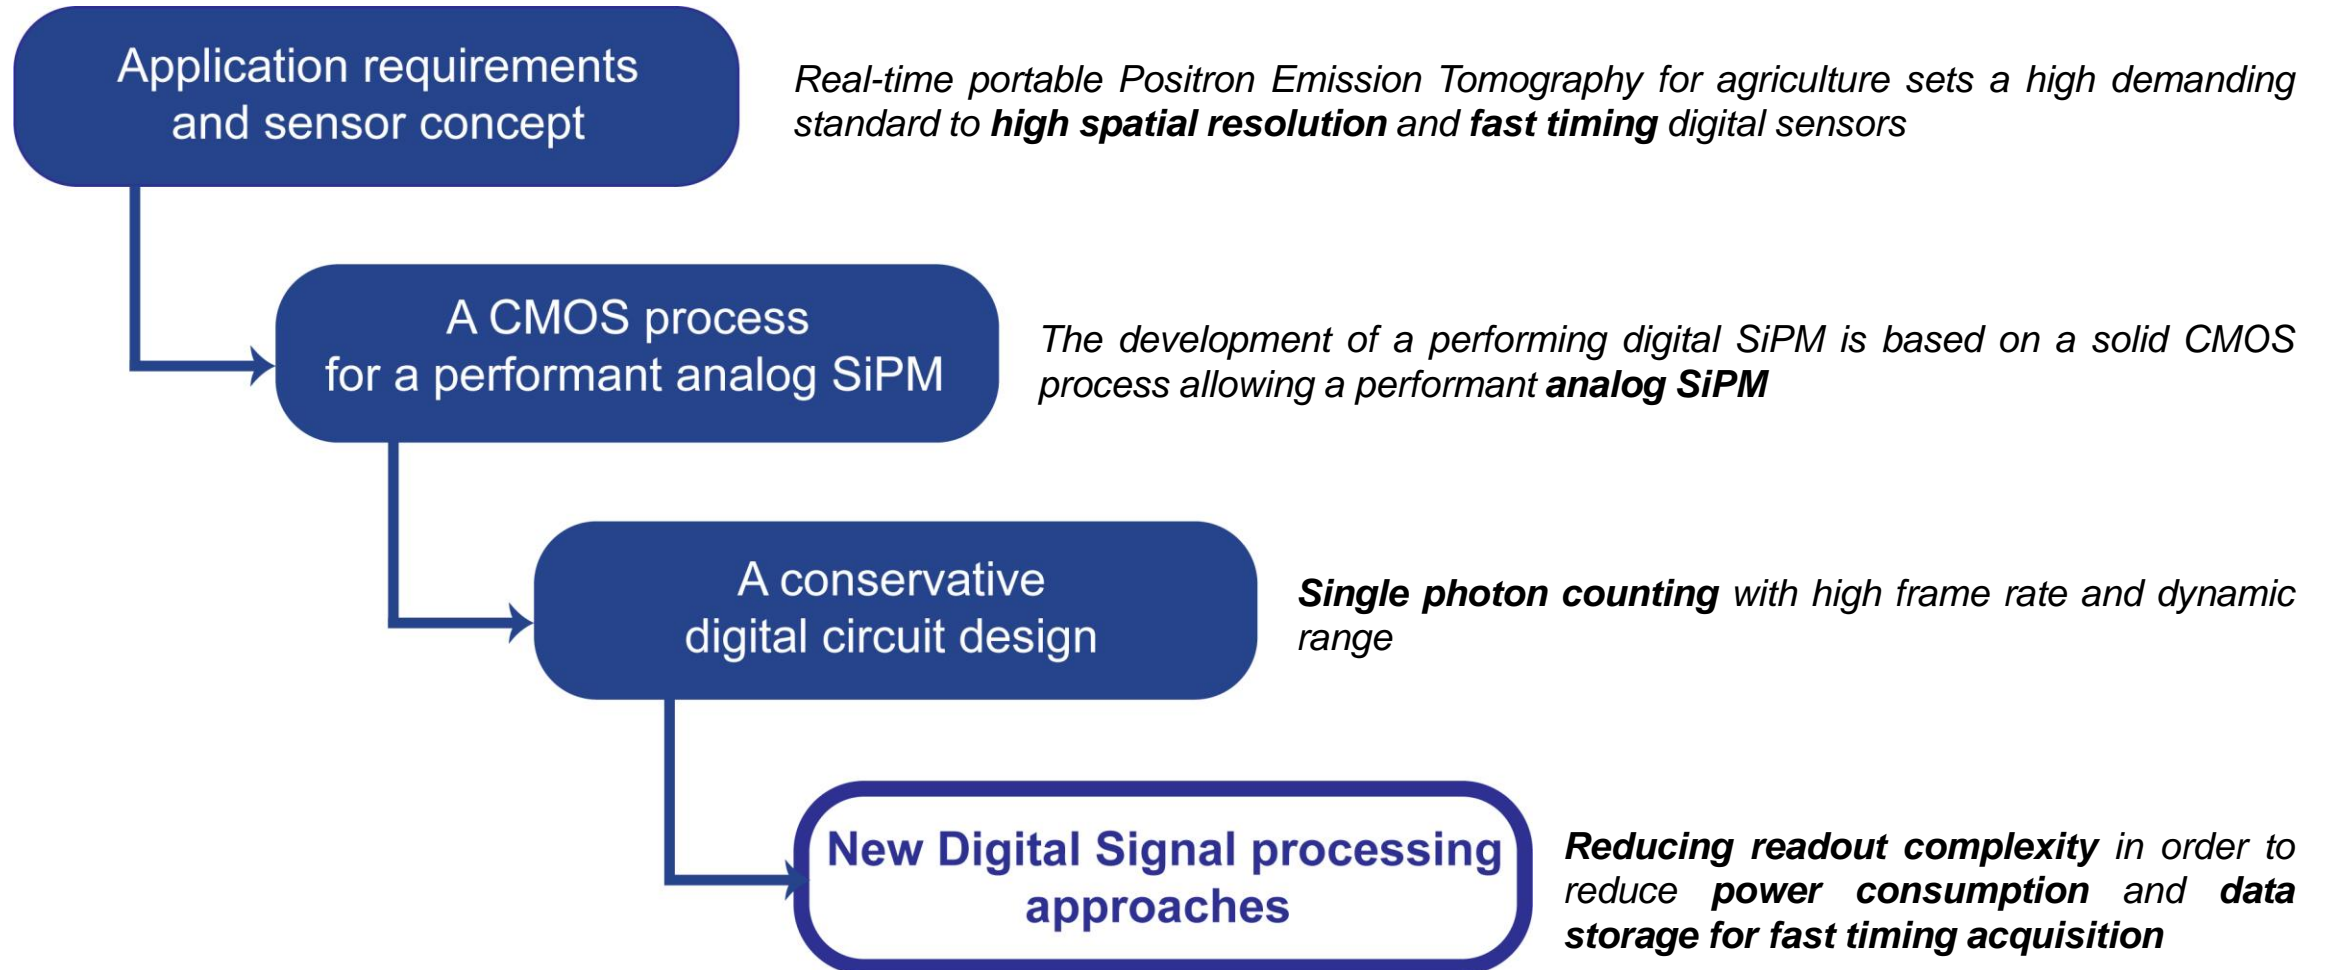 Application requirements
and sensor concept
Real-time portable Positron Emission Tomography for agriculture sets a high demanding
standard to high spatial resolution and fast timing digital sensors
A CMOS process
for a performant analog SiPM
The development of a performing digital SiPM is based on a solid CMOS
process allowing a performant analog SiPM
A conservative
digital circuit design
Single photon counting with high frame rate and dynamic
range
New Digital Signal processing
approaches
Reducing readout complexity in order to
reduce power consumption and data
storage for fast timing acquisition